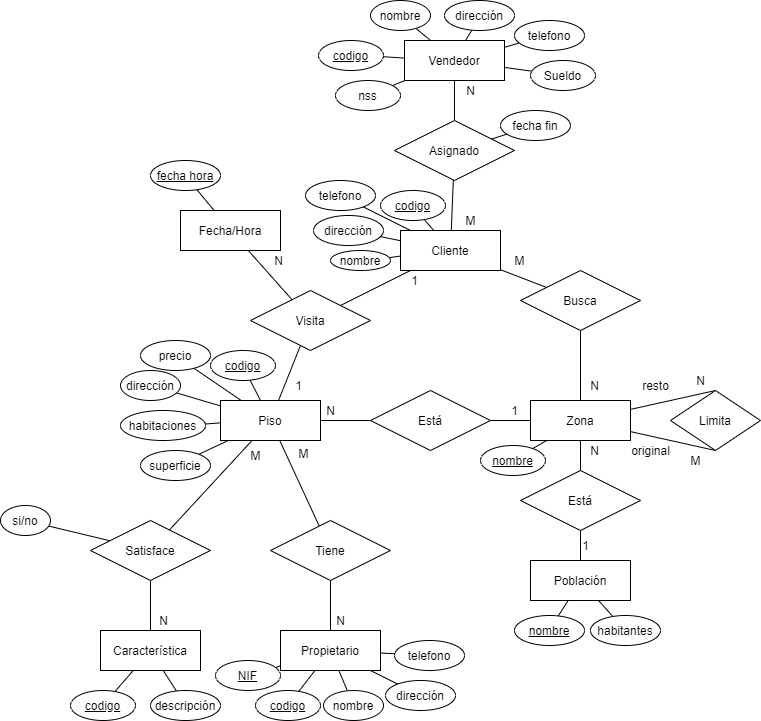 nombre
dirección
telefono
codigo
Vendedor
Sueldo
nss
N
fecha fin
Asignado
fecha hora
telefono
codigo
M
Fecha/Hora
dirección
Cliente
nombre
N
M
1
Busca
Visita
precio
codigo
dirección
1
N
resto
N
habitaciones
Piso
N
Está
1
Zona
Limita
superficie
M
M
nombre
N
original
M
si/no
Está
Satisface
Tiene
1
Población
N
N
nombre
habitantes
Característica
Propietario
telefono
NIF
codigo
descripción
codigo
nombre
dirección